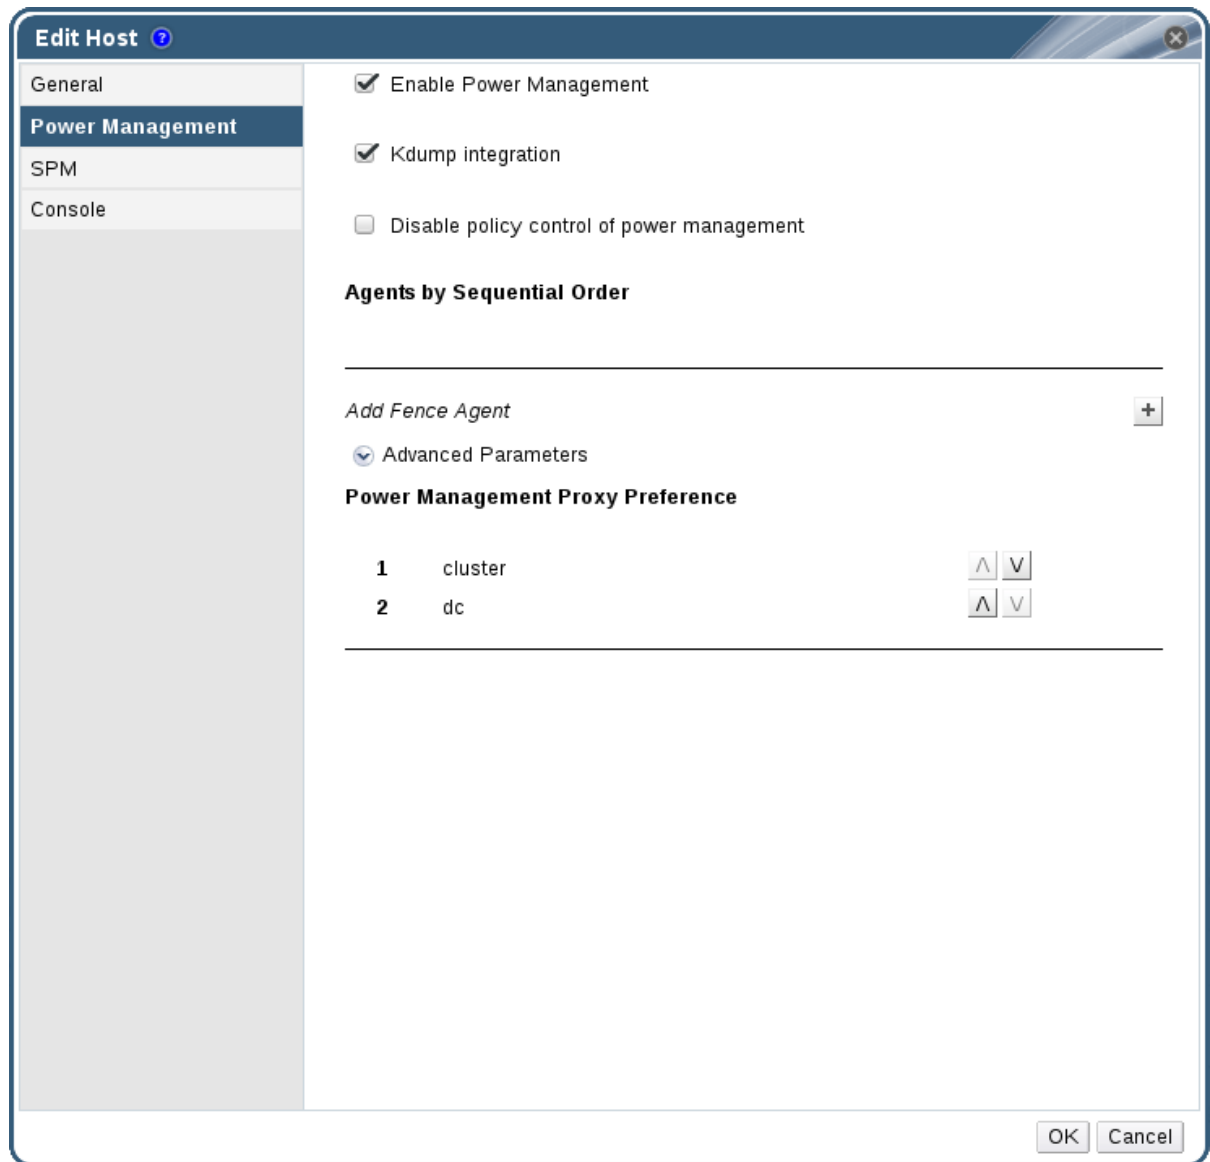 Edit Host ?
General
Power Management
SPM
Console
Enable Power Management
Kdump integration
Disable policy control of power management
Agents by Sequential Order
Add Fence Agent +
Advanced Parameters
Power Management Proxy Preference
1 cluster
2 dc
OK Cancel